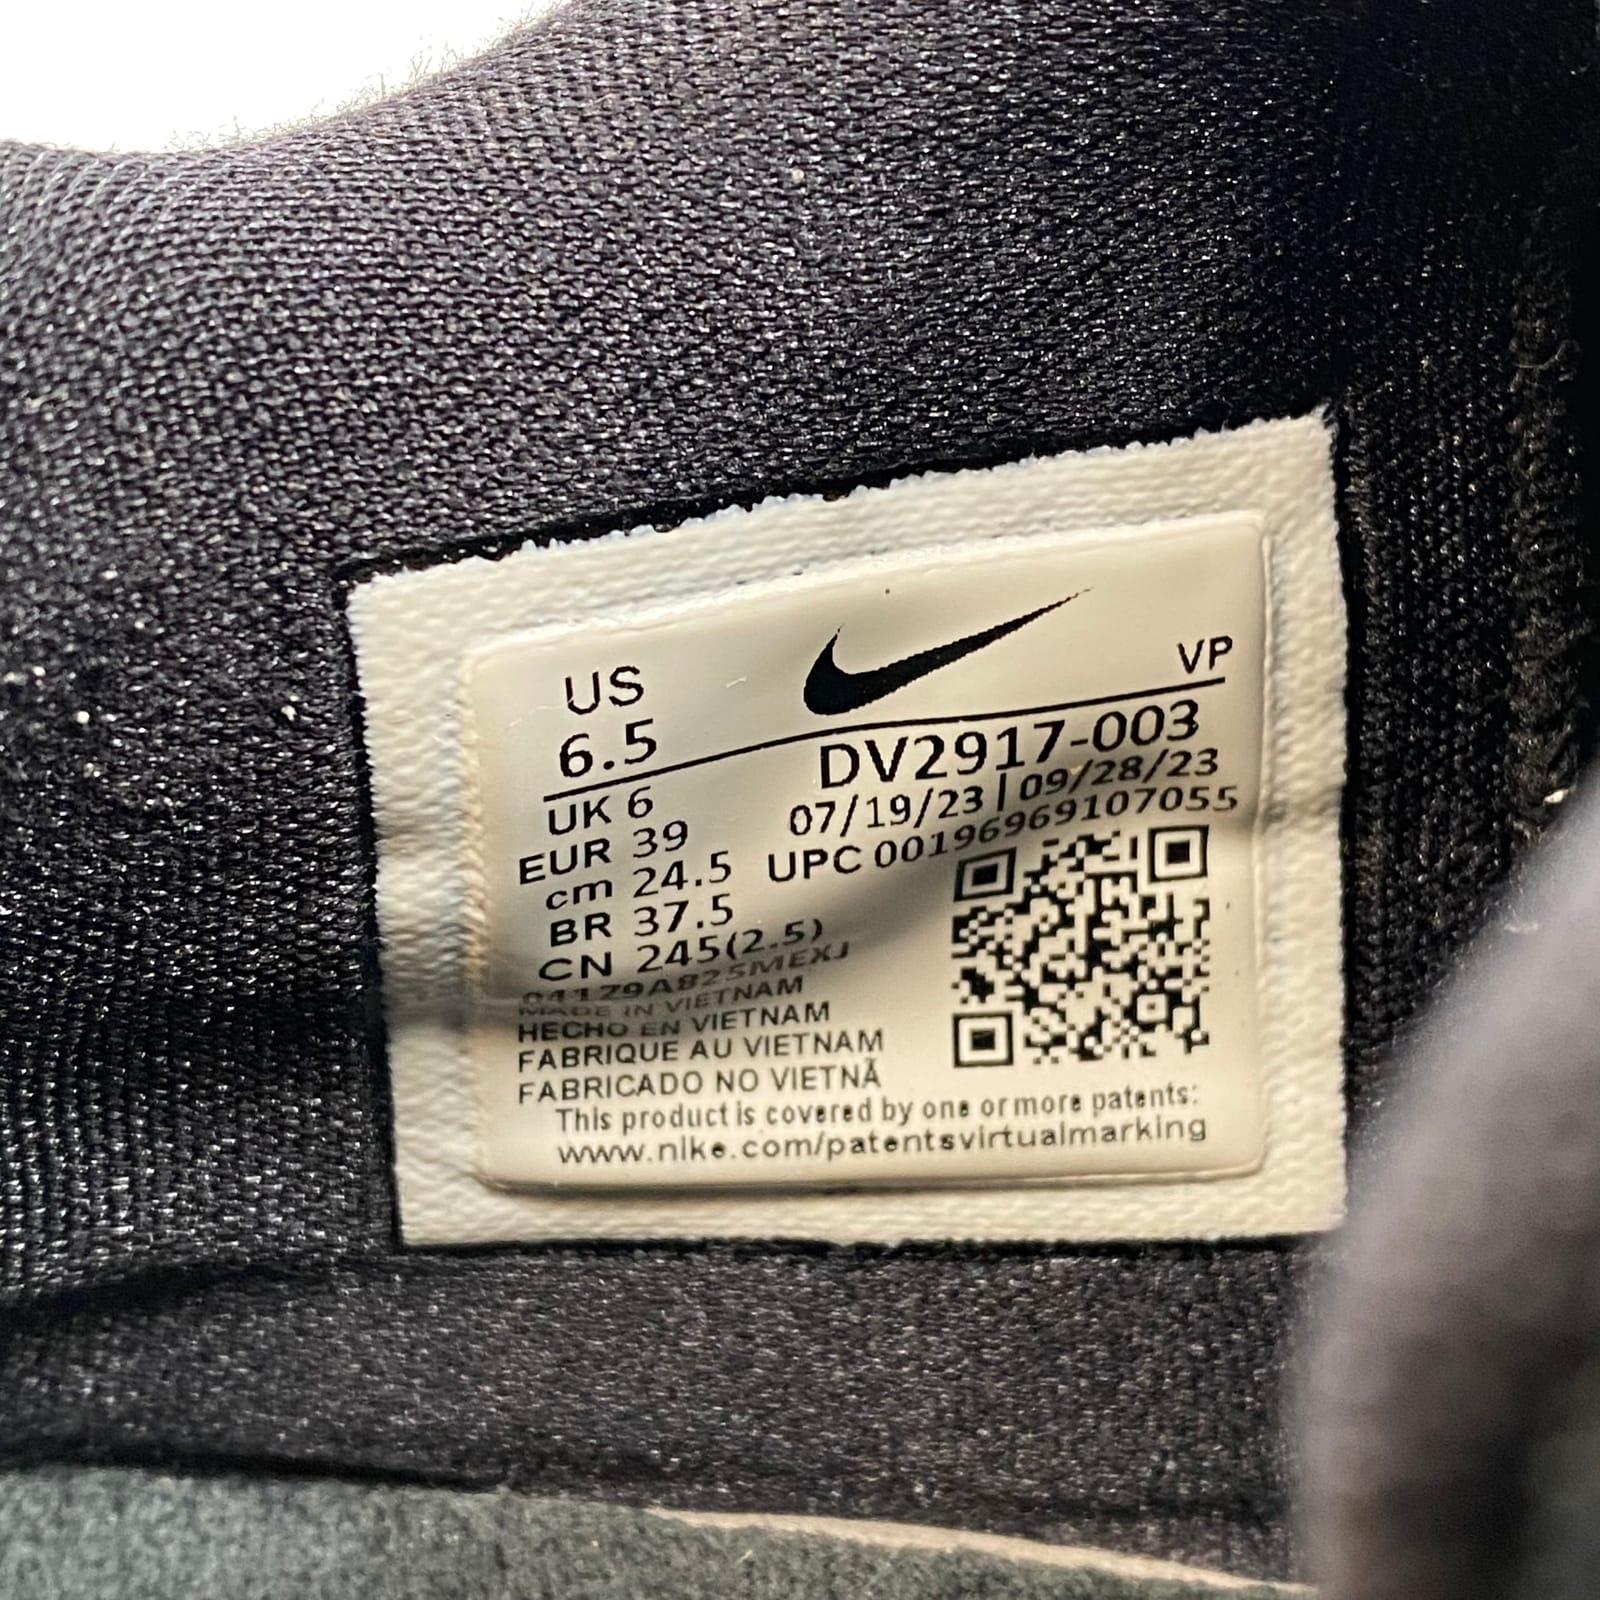 US
6.5
VP
DV2917-003
07/19/23 | 09/28/23
UPC 00196969107055
UK 6
EUR 39
cm 24.5
BR 37.5
CN 245(2.5)
MADE IN VIETNAM
HECHO EN VIETNAM
FABRIQUE AU VIETNAM
FABRICADO NO VIETNÃ
This product is covered by one or more patents:
www.nike.com/patentsvirtualmarking